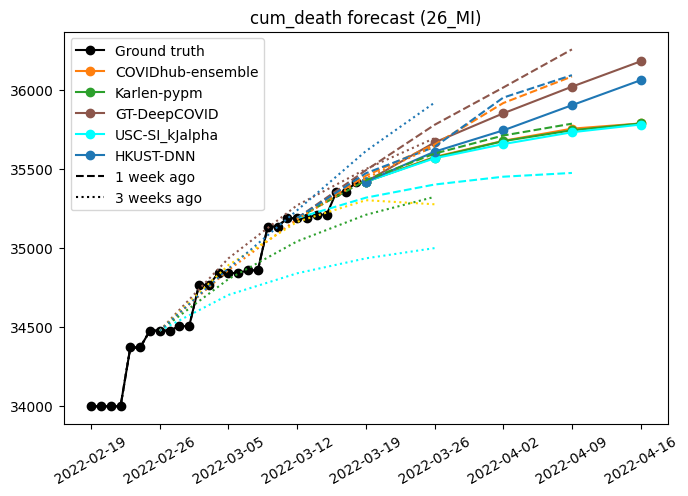 cum_death forecast (26_MI)
Ground truth
COVIDhub-ensemble
Karlen-pypm
GT-DeepCOVID
USC-SI_kJalpha
HKUST-DNN
1 week ago
3 weeks ago
36000
35500
35000
34500
34000
2022-02-19
2022-02-26
2022-03-05
2022-03-12
2022-03-19
2022-03-26
2022-04-02
2022-04-09
2022-04-16